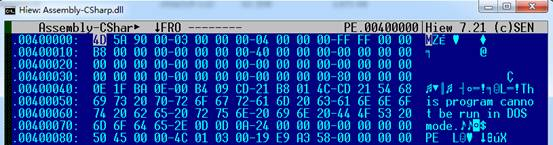 Hiew: Assembly-CSharp.dll
Assembly-CShar► ↓FRO -------- PE.00400000 Hiew 7.21 (c)SEN
.00400000: 4D 5A 90 00-03 00 00 00-04 00 00 00-FF FF 00 00 MZÉ ♥ ♦
.00400010: B8 00 00 00-00 00 00 00-40 00 00 00-00 00 00 00 ╕ @
.00400020: 00 00 00 00-00 00 00 00-00 00 00 00-00 00 00 00
.00400030: 00 00 00 00-00 00 00 00-00 00 00 00-80 00 00 00 Ç
.00400040: 0E 1F BA 0E-00 B4 09 CD-21 B8 01 4C-CD 21 54 68 ♬▼║♬ ┤○═!╕☺L═!Th
.00400050: 69 73 20 70-72 6F 67 72-61 6D 20 63-61 6E 6E 6F is program canno
.00400060: 74 20 62 65-20 72 75 6E-20 69 6E 20-44 4F 53 20 t be run in DOS
.00400070: 6D 6F 64 65-2E 0D 0D 0A-24 00 00 00-00 00 00 00 mode.♪♪◙$
.00400080: 50 45 00 00-4C 01 03 00-19 E9 A3 58-00 00 00 00 PE L☺♥ ↓ΘúX